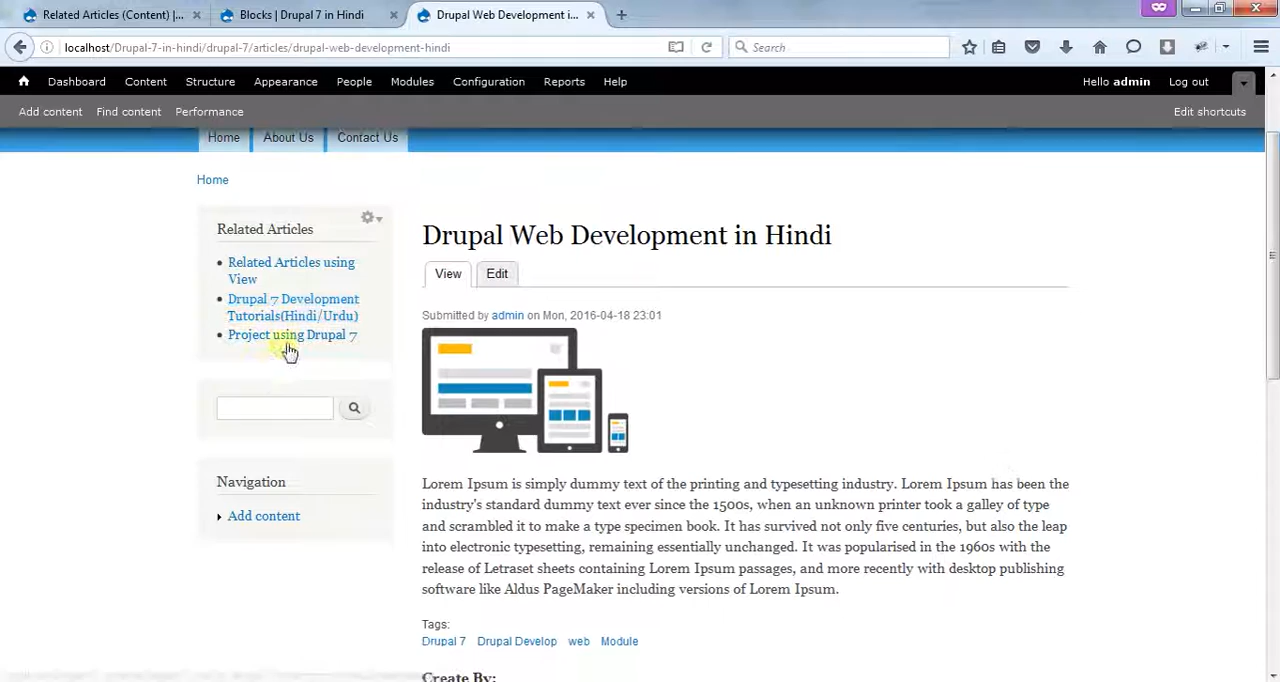 Related Articles (Content) |...
Blocks | Drupal 7 in Hindi
Drupal Web Development i...
localhost/Drupal-7-in-hindi/drupal-7/articles/drupal-web-development-hindi
Search
Dashboard Content Structure Appearance People Modules Configuration Reports Help
Hello admin Log out
Add content Find content Performance
Edit shortcuts
Home About Us Contact Us
Home
Related Articles
Related Articles using
View
Drupal 7 Development
Tutorials(Hindi/Urdu)
Project using Drupal 7
Navigation
Add content
Drupal Web Development in Hindi
View Edit
Submitted by admin on Mon, 2016-04-18 23:01
Lorem Ipsum is simply dummy text of the printing and typesetting industry. Lorem Ipsum has been the
industry's standard dummy text ever since the 1500s, when an unknown printer took a galley of type
and scrambled it to make a type specimen book. It has survived not only five centuries, but also the leap
into electronic typesetting, remaining essentially unchanged. It was popularised in the 1960s with the
release of Letraset sheets containing Lorem Ipsum passages, and more recently with desktop publishing
software like Aldus PageMaker including versions of Lorem Ipsum.
Tags:
Drupal 7 Drupal Develop web Module
Create By: